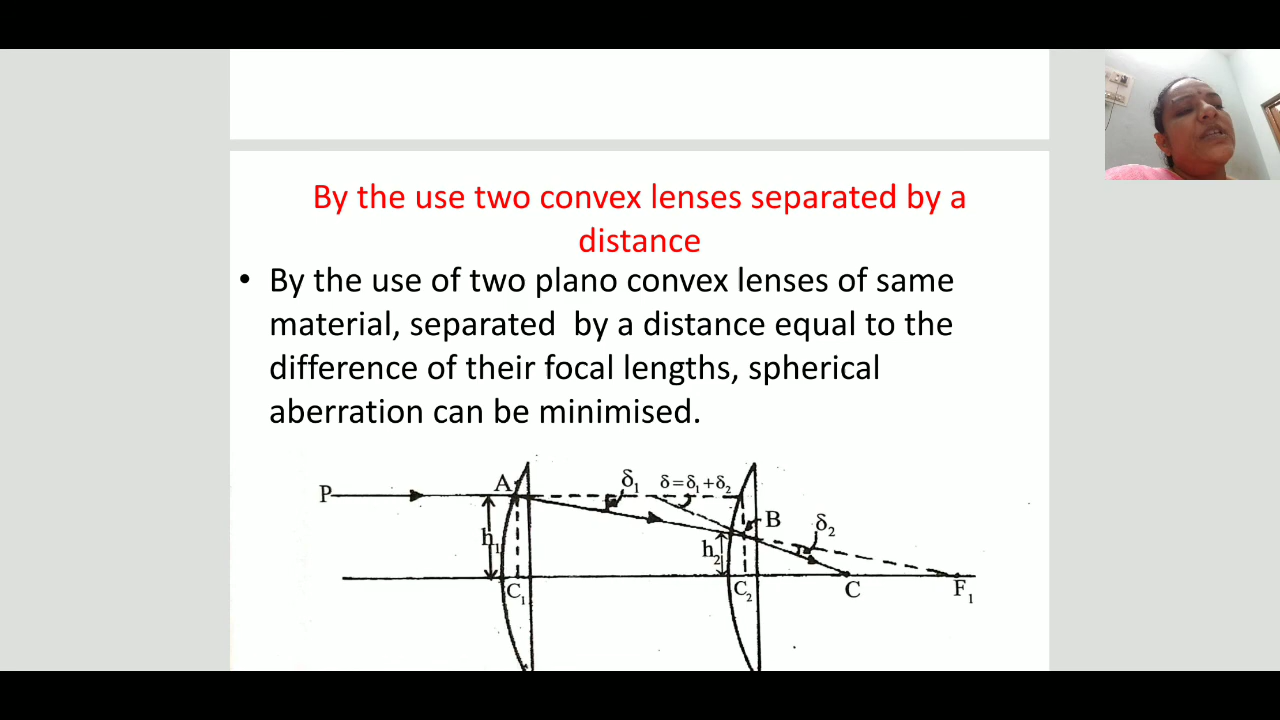 By the use two convex lenses separated by a
distance
• By the use of two plano convex lenses of same
material, separated by a distance equal to the
difference of their focal lengths, spherical
aberration can be minimised.
P A δ₁ δ=δ₁+δ₂
h₁ h₂ B δ₂
C₁ C₂ C F₁